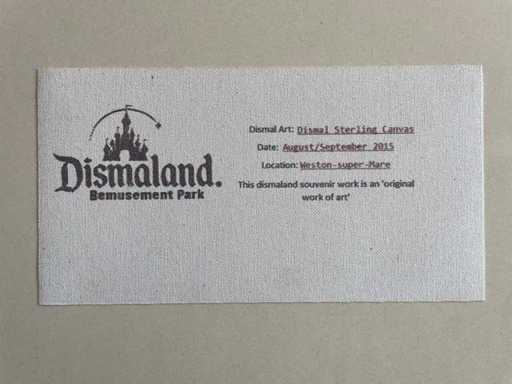 Dismaland.
Bemusement Park
Dismal Art: Dismal Sterling Canvas
Date: August/September 2015
Location: Weston-super-Mare
This dismaland souvenir work is an 'original
work of art'